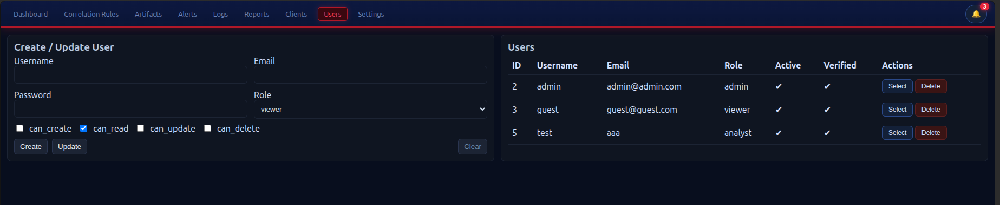 Dashboard Correlation Rules Artifacts Alerts Logs Reports Clients Users Settings 3
Create / Update User
Username Email
Password Role
viewer
can_create can_read can_update can_delete
Create Update Clear
Users
ID Username Email Role Active Verified Actions
2 admin admin@admin.com admin ✔ ✔ Select Delete
3 guest guest@guest.com viewer ✔ ✔ Select Delete
5 test aaa analyst ✔ ✔ Select Delete